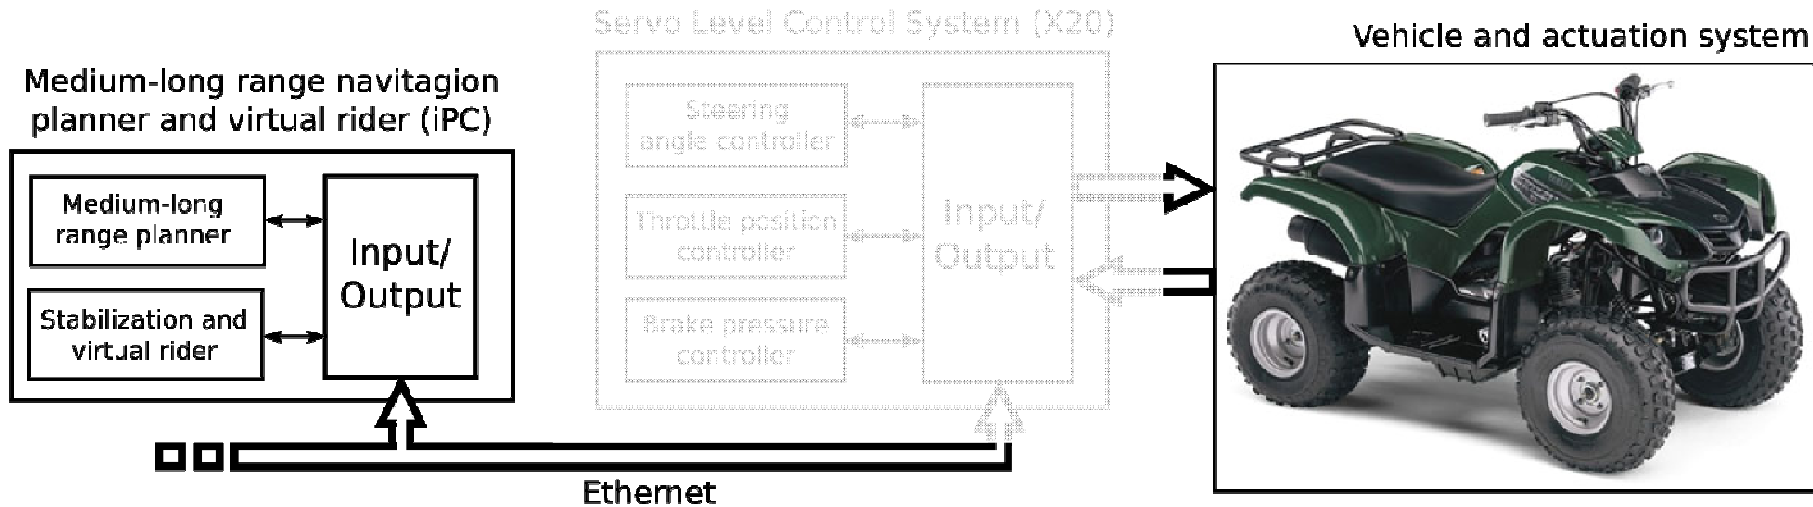 Medium-long range navitagion
planner and virtual rider (iPC)
Medium-long
range planner
Stabilization and
virtual rider
Input/
Output
Servo Level Control System (X20)
Steering
angle controller
Throttle position
controller
Brake pressure
controller
Input/
Output
Vehicle and actuation system
Ethernet